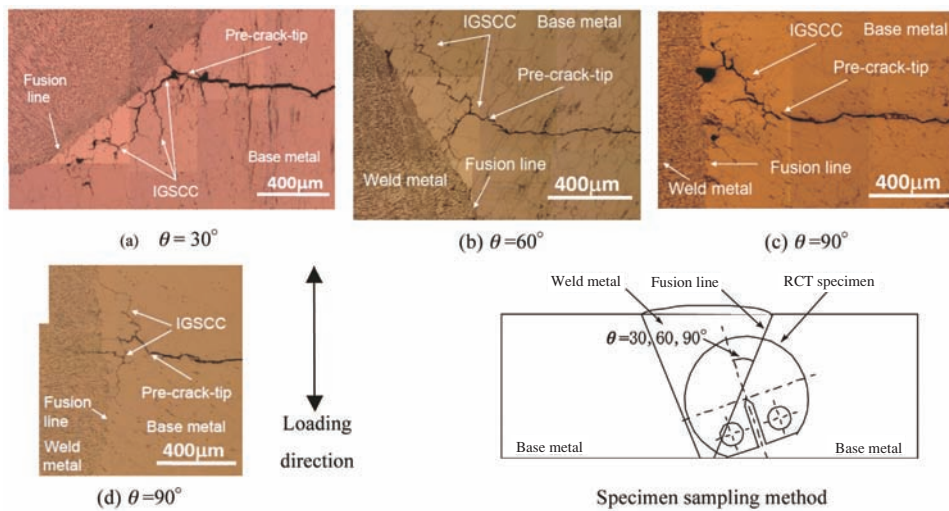 Pre-crack-tip
Fusion
line
IGSCC
Base metal
400μm
(a) θ = 30°
IGSCC
Base metal
Pre-crack-tip
Fusion line
Weld metal
400μm
(b) θ=60°
IGSCC
Base metal
Pre-crack-tip
Fusion line
Weld metal
400μm
(c) θ=90°
IGSCC
Pre-crack-tip
Fusion
line
Base metal
Weld
metal
400μm
(d) θ=90°
Loading
direction
Weld metal
Fusion line
RCT specimen
θ=30, 60, 90°
Base metal
Base metal
Specimen sampling method